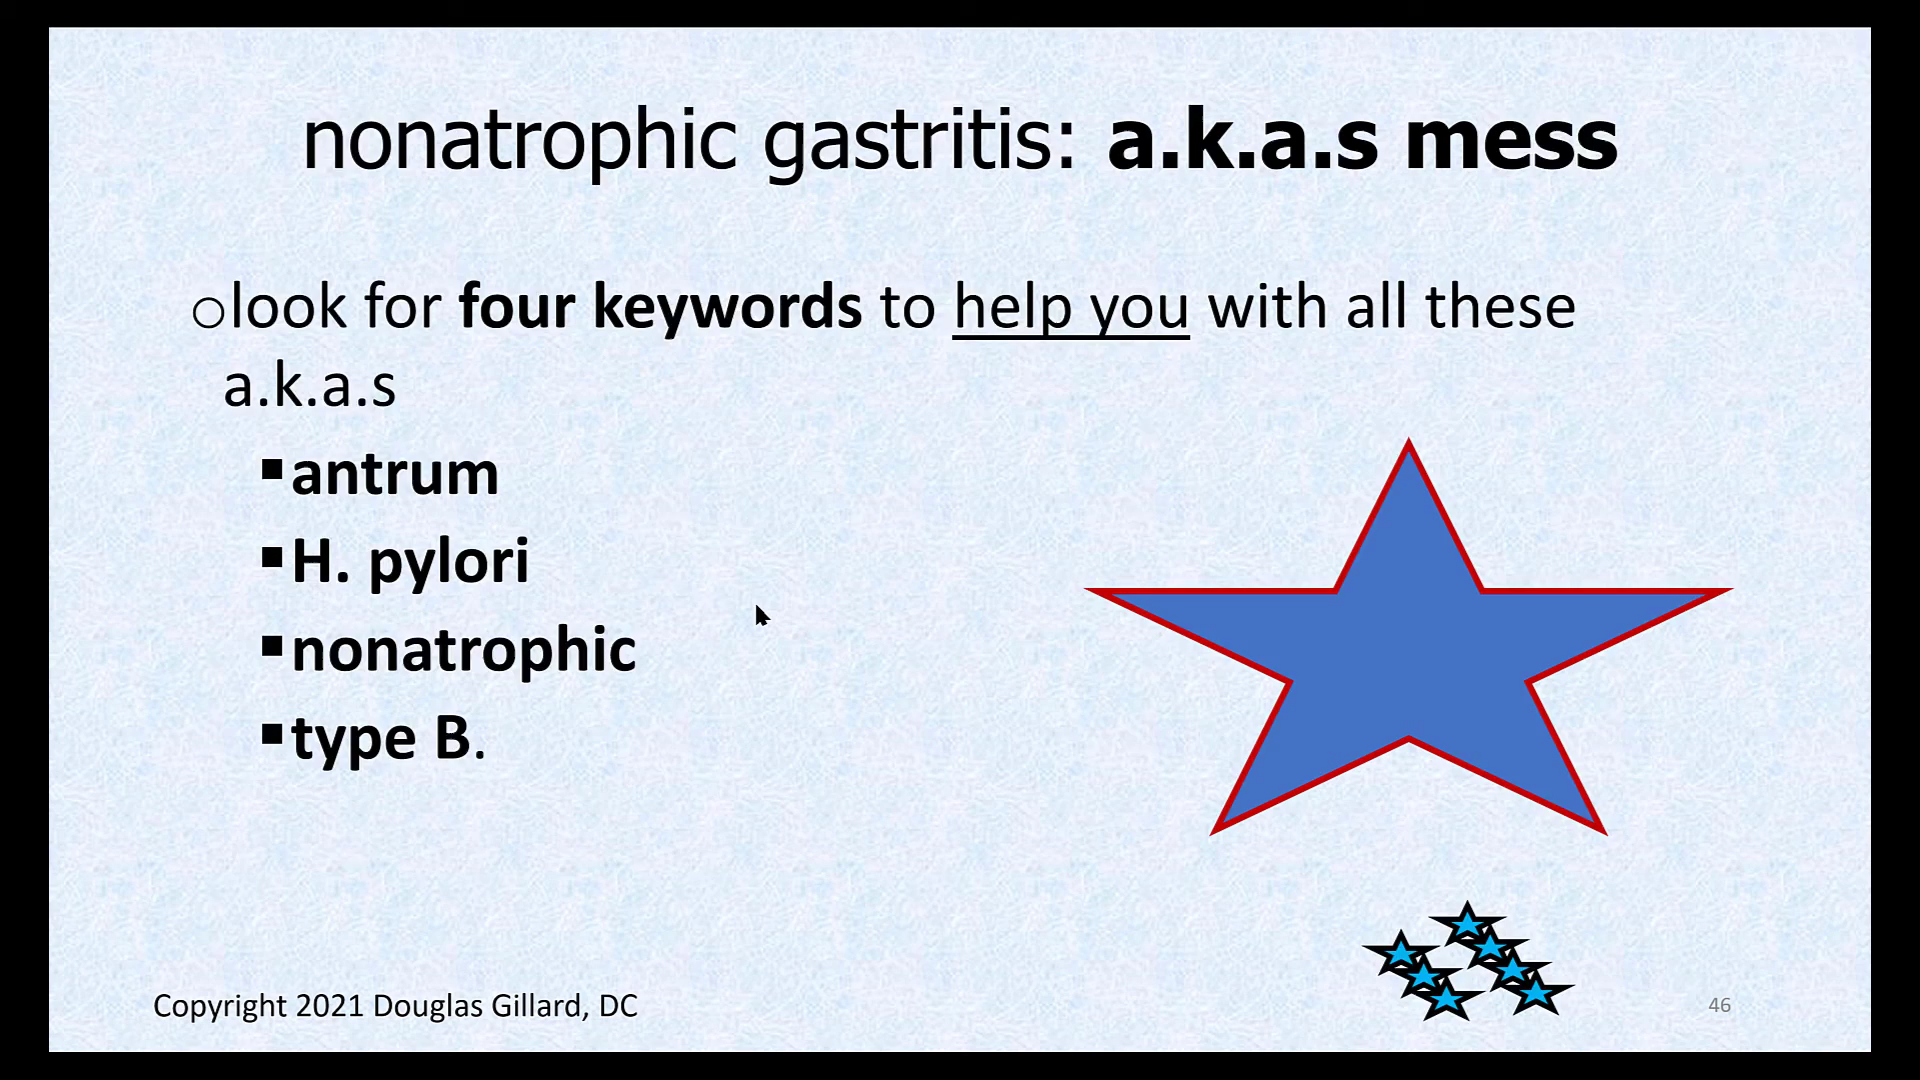 nonatrophic gastritis: a.k.a.s mess
○look for four keywords to help you with all these
a.k.a.s
▪antrum
▪H. pylori
▪nonatrophic
▪type B.
Copyright 2021 Douglas Gillard, DC
46